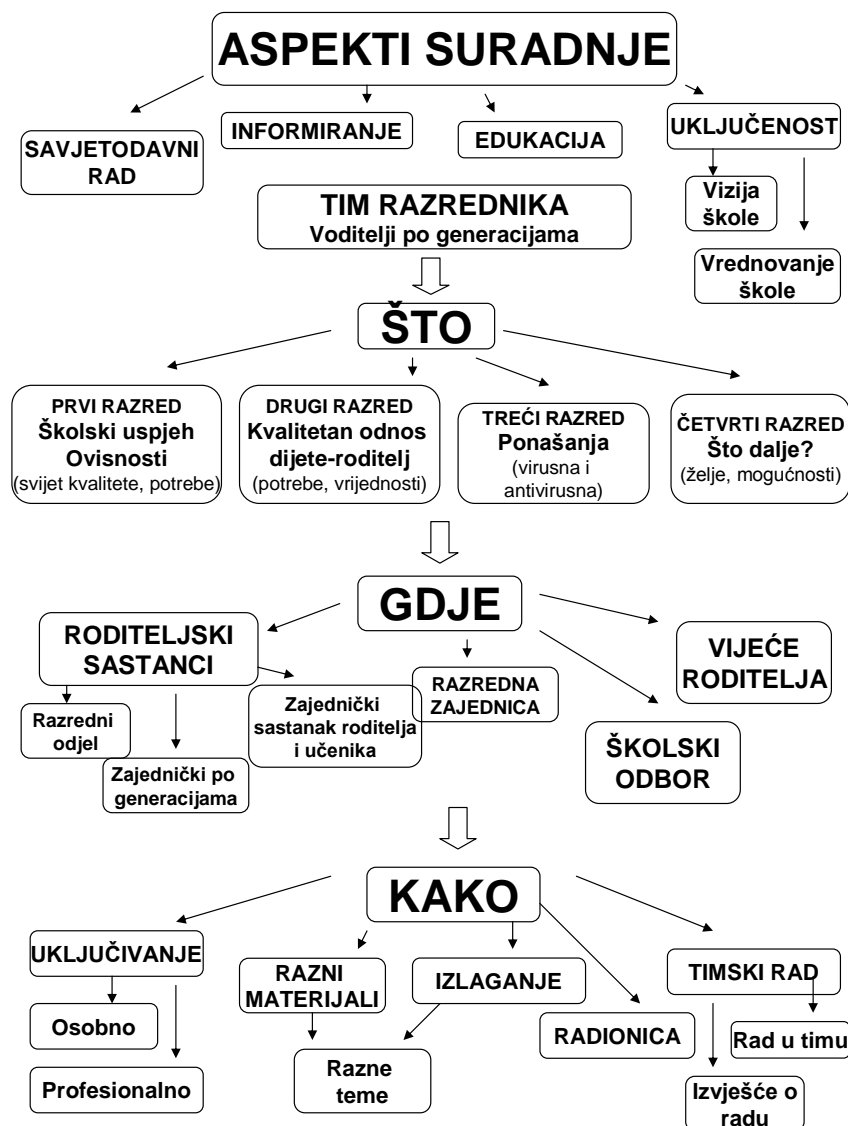 ASPEKTI SURADNJE
SAVJETODAVNI
RAD
INFORMIRANJE
EDUKACIJA
UKLJUČENOST
Vizija
škole
Vrednovanje
škole
TIM RAZREDNIKA
Voditelji po generacijama
ŠTO
PRVI RAZRED
Školski uspjeh
Ovisnosti
(svijet kvalitete, potrebe)
DRUGI RAZRED
Kvalitetan odnos
dijete-roditelj
(potrebe, vrijednosti)
TREĆI RAZRED
Ponašanja
(virusna i
antivirusna)
ČETVRTI RAZRED
Što dalje?
(želje, mogućnosti)
GDJE
RODITELJSKI
SASTANCI
Razredni
odjel
Zajednički po
generacijama
Zajednički
sastanak roditelja
i učenika
RAZREDNA
ZAJEDNICA
ŠKOLSKI
ODBOR
VIJEĆE
RODITELJA
KAKO
UKLJUČIVANJE
Osobno
Profesionalno
RAZNI
MATERIJALI
IZLAGANJE
Razne
teme
RADIONICA
TIMSKI RAD
Rad u timu
Izvješće o
radu